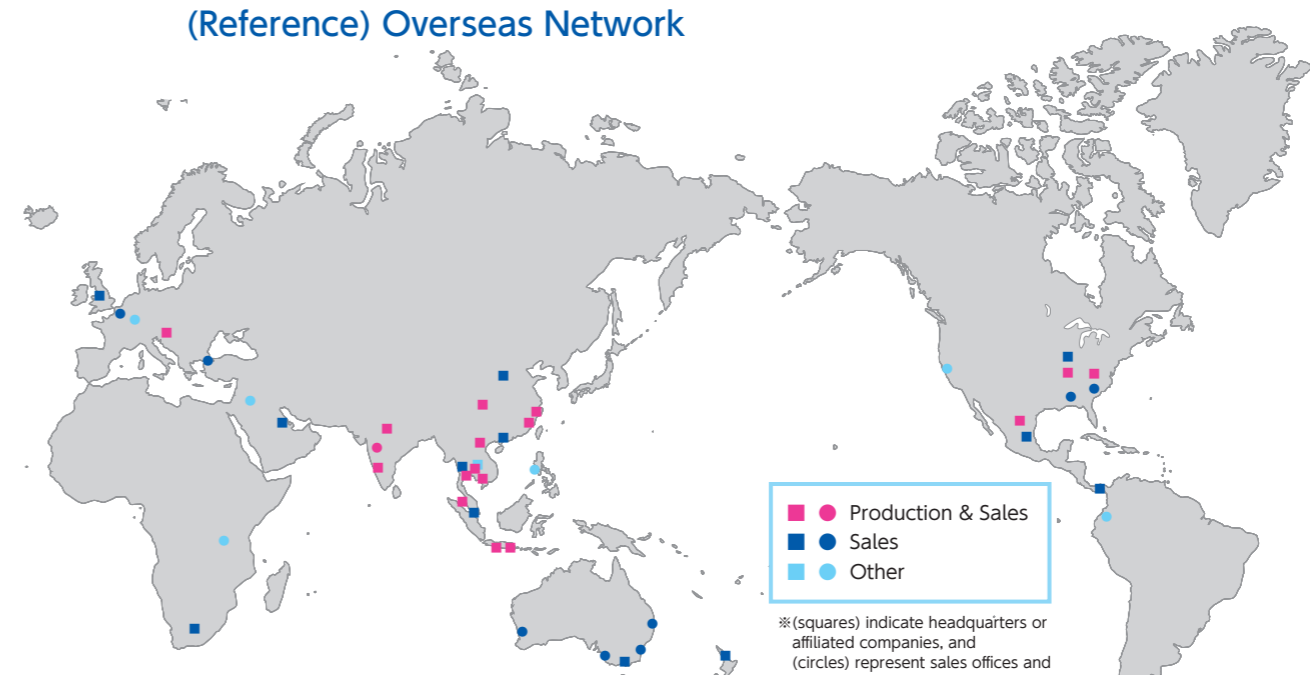 (Reference) Overseas Network
Production & Sales
Sales
Other
※(squares) indicate headquarters or
affiliated companies, and
(circles) represent sales offices and